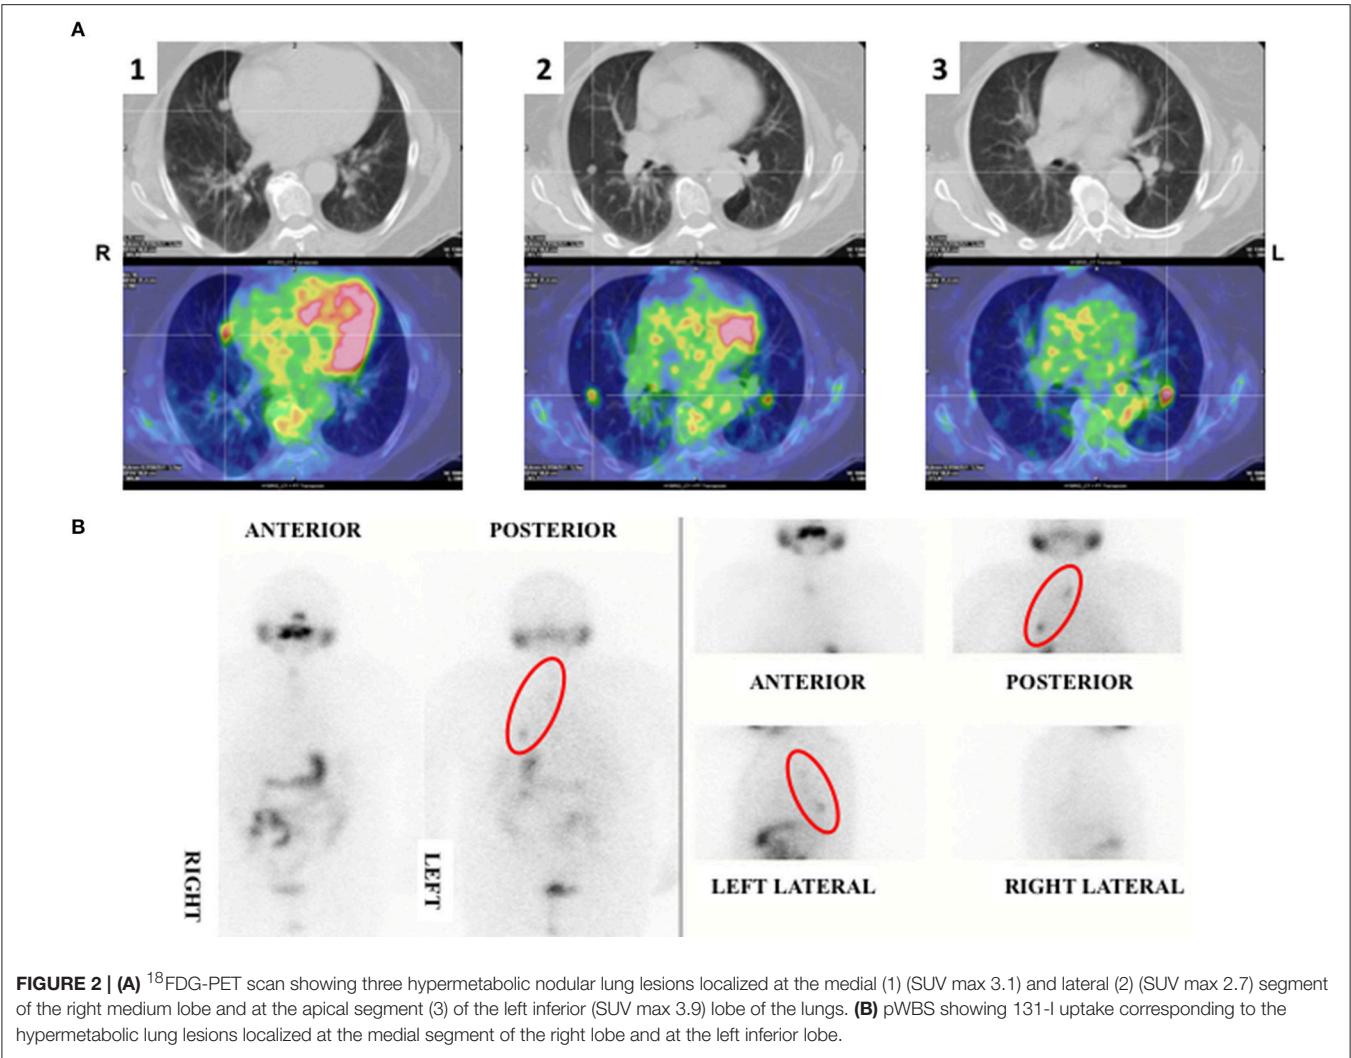 A
1
2
3
R
L
B
ANTERIOR
POSTERIOR
RIGHT
LEFT
ANTERIOR
POSTERIOR
LEFT LATERAL
RIGHT LATERAL
FIGURE 2 | (A) 18FDG-PET scan showing three hypermetabolic nodular lung lesions localized at the medial (1) (SUV max 3.1) and lateral (2) (SUV max 2.7) segment
of the right medium lobe and at the apical segment (3) of the left inferior (SUV max 3.9) lobe of the lungs. (B) pWBS showing 131-I uptake corresponding to the
hypermetabolic lung lesions localized at the medial segment of the right lobe and at the left inferior lobe.